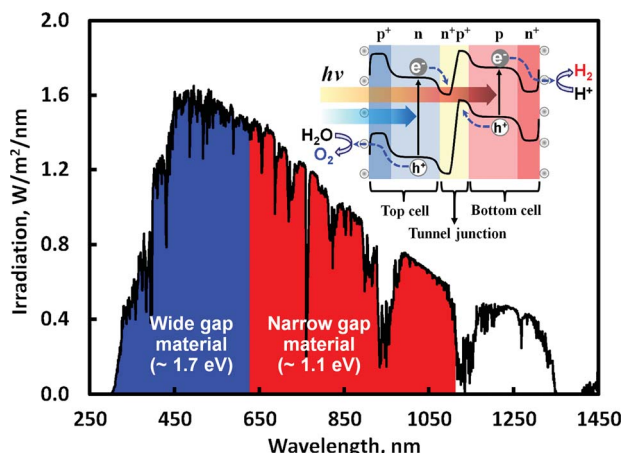 p⁺ n n⁺ p⁺ p n⁺
e⁻ e⁻
hν
H₂
H⁺
H₂O
O₂
h⁺ h⁺
Top cell Bottom cell
Tunnel junction
2.0
1.6
1.2
0.8
0.4
0.0
Irradiation, W/m²/nm
Wide gap
material
(~ 1.7 eV)
Narrow gap
material
(~ 1.1 eV)
250 450 650 850 1050 1250 1450
Wavelength, nm